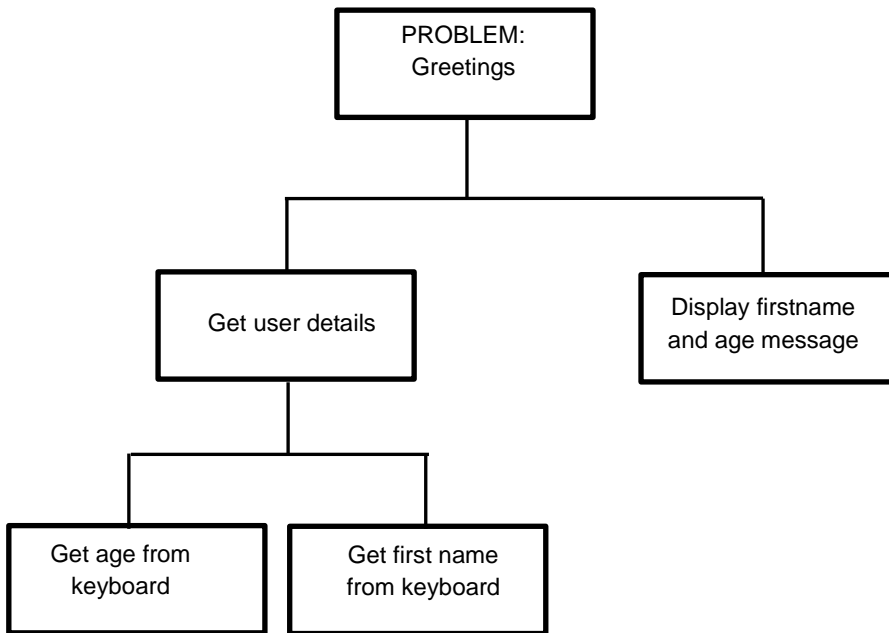 PROBLEM:
Greetings
Get user details
Display firstname
and age message
Get age from
keyboard
Get first name
from keyboard